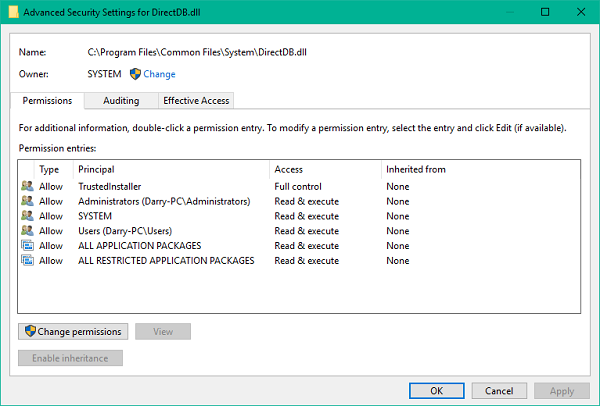 Advanced Security Settings for DirectDB.dll
Name: C:\Program Files\Common Files\System\DirectDB.dll
Owner: SYSTEM Change
Permissions Auditing Effective Access
For additional information, double-click a permission entry. To modify a permission entry, select the entry and click Edit (if available).
Permission entries:
Type Principal Access Inherited from
Allow TrustedInstaller Full control None
Allow Administrators (Darry-PC\Administrators) Read & execute None
Allow SYSTEM Read & execute None
Allow Users (Darry-PC\Users) Read & execute None
Allow ALL APPLICATION PACKAGES Read & execute None
Allow ALL RESTRICTED APPLICATION PACKAGES Read & execute None
Change permissions View
Enable inheritance
OK Cancel Apply